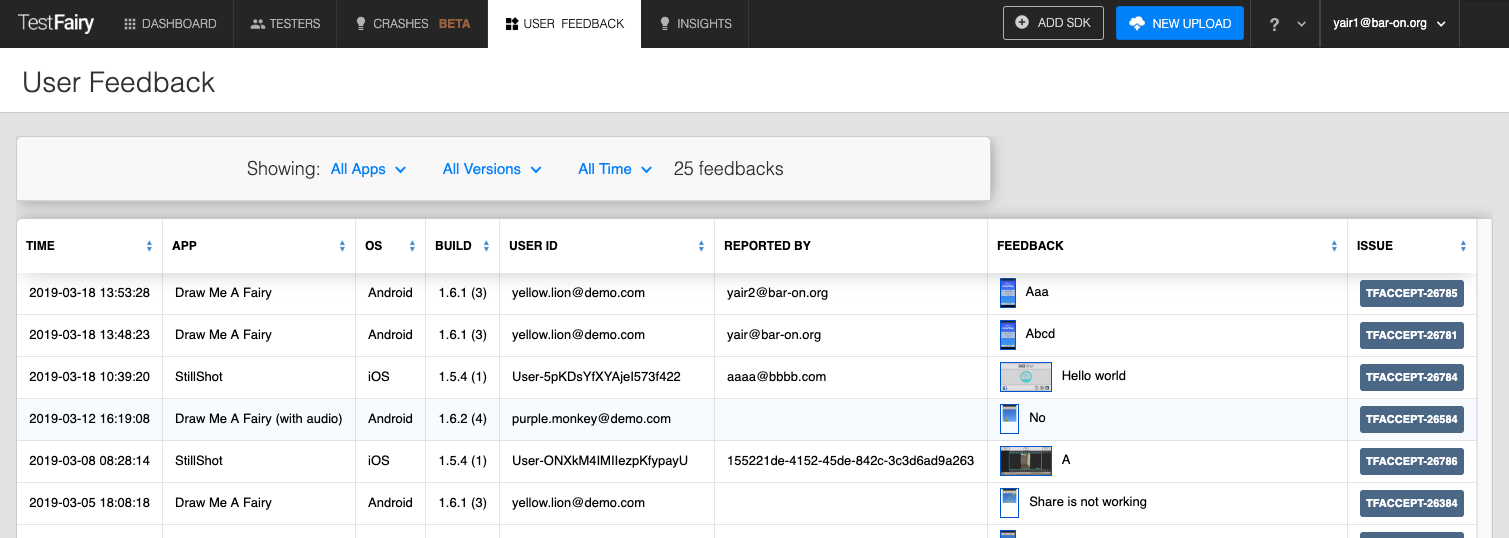 TestFairy DASHBOARD TESTERS CRASHES BETA USER FEEDBACK INSIGHTS ADD SDK NEW UPLOAD ? yair1@bar-on.org
User Feedback
Showing: All Apps All Versions All Time 25 feedbacks
TIME APP OS BUILD USER ID REPORTED BY FEEDBACK ISSUE
2019-03-18 13:53:28 Draw Me A Fairy Android 1.6.1 (3) yellow.lion@demo.com yair2@bar-on.org Aaa TFACCEPT-26785
2019-03-18 13:48:23 Draw Me A Fairy Android 1.6.1 (3) yellow.lion@demo.com yair@bar-on.org Abcd TFACCEPT-26781
2019-03-18 10:39:20 StillShot iOS 1.5.4 (1) User-5pKDsYfXYAjeI573f422 aaaa@bbbb.com Hello world TFACCEPT-26784
2019-03-12 16:19:08 Draw Me A Fairy (with audio) Android 1.6.2 (4) purple.monkey@demo.com No TFACCEPT-26584
2019-03-08 08:28:14 StillShot iOS 1.5.4 (1) User-ONXkM4IMIIezpKfypayU 155221de-4152-45de-842c-3c3d6ad9a263 A TFACCEPT-26786
2019-03-05 18:08:18 Draw Me A Fairy Android 1.6.1 (3) yellow.lion@demo.com Share is not working TFACCEPT-26384